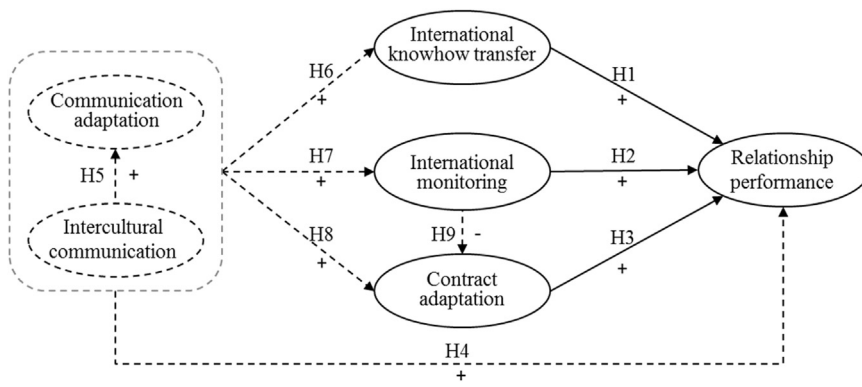 International
knowhow transfer
H6
+
H1
+
Communication
adaptation
H5 +
Intercultural
communication
H7
+
International
monitoring
H2
+
Relationship
performance
H8
+
H9 -
H3
+
Contract
adaptation
H4
+